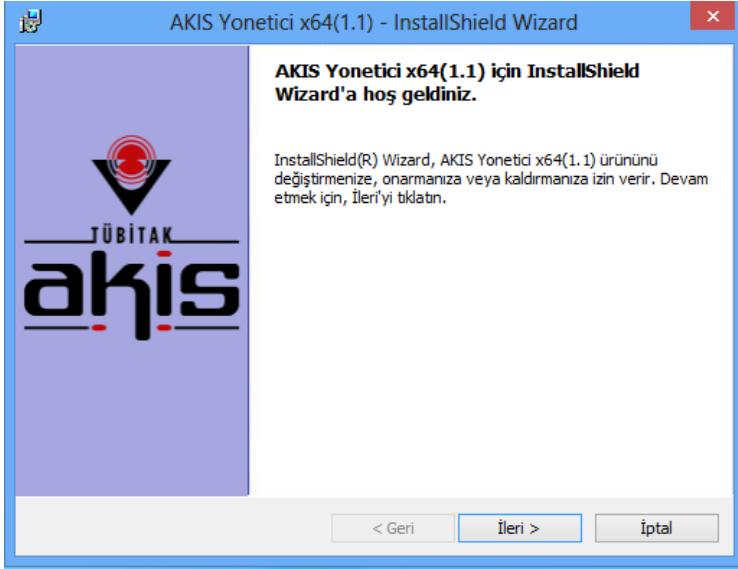 AKIS Yonetici x64(1.1) - InstallShield Wizard
AKIS Yonetici x64(1.1) için InstallShield
Wizard'a hoş geldiniz.
InstallShield(R) Wizard, AKIS Yonetici x64(1.1) ürününü
değiştirmenize, onarmanıza veya kaldırmanıza izin verir. Devam
etmek için, İleri'yi tıklatın.
TÜBİTAK
akis
< Geri
İleri >
İptal